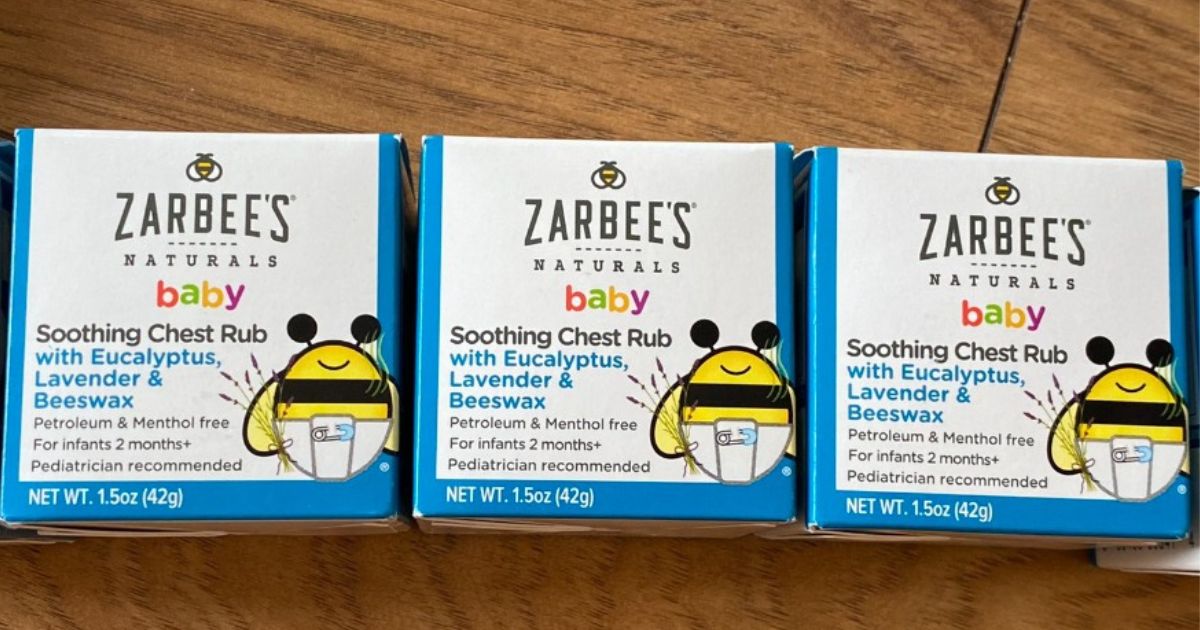 ZARBEE'S®
NATURALS
baby
Soothing Chest Rub
with Eucalyptus,
Lavender &
Beeswax
Petroleum & Menthol free
For infants 2 months+
Pediatrician recommended
®
NET WT. 1.5oz (42g)
ZARBEE'S®
NATURALS
baby
Soothing Chest Rub
with Eucalyptus,
Lavender &
Beeswax
Petroleum & Menthol free
For infants 2 months+
Pediatrician recommended
®
NET WT. 1.5oz (42g)
ZARBEE'S®
NATURALS
baby
Soothing Chest Rub
with Eucalyptus,
Lavender &
Beeswax
Petroleum & Menthol free
For infants 2 months+
Pediatrician recommended
®
NET WT. 1.5oz (42g)